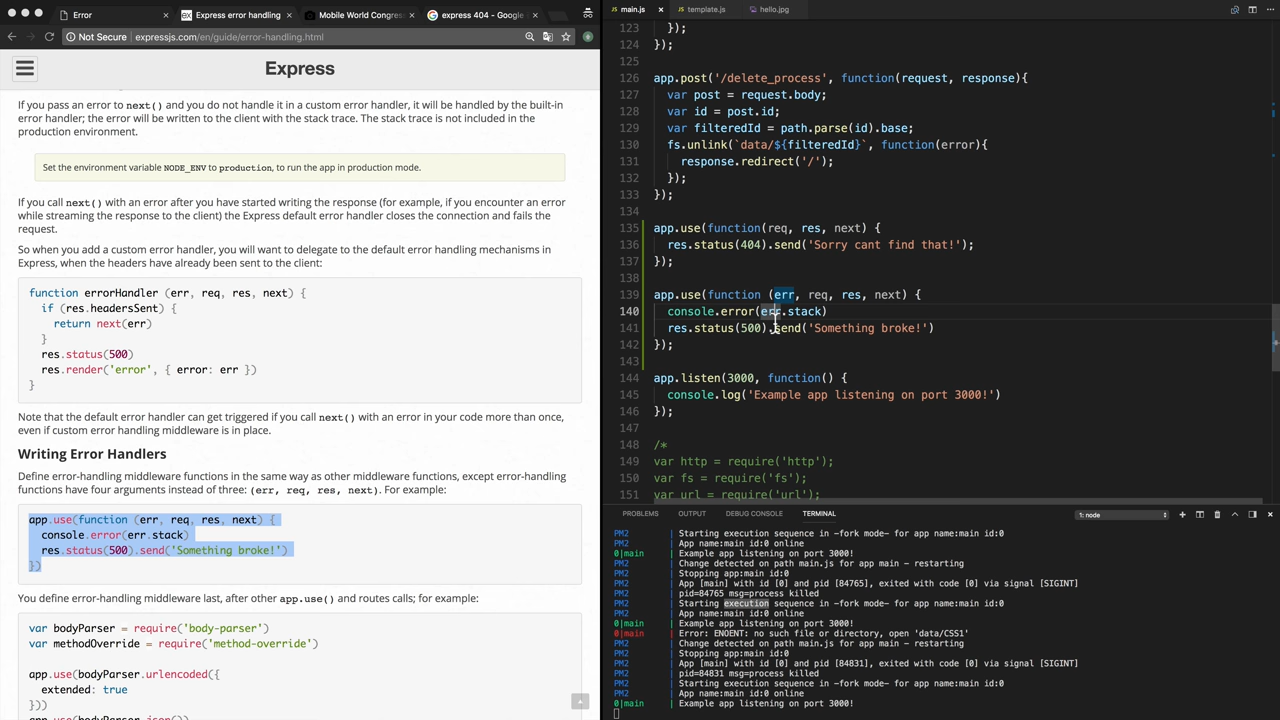 Error
Express error handling
Mobile World Congress
express 404 - Google
Not Secure
expressjs.com/en/guide/error-handling.html
Express
If you pass an error to next() and you do not handle it in a custom error handler, it will be handled by the built-in
error handler; the error will be written to the client with the stack trace. The stack trace is not included in the
production environment.
Set the environment variable NODE_ENV to production, to run the app in production mode.
If you call next() with an error after you have started writing the response (for example, if you encounter an error
while streaming the response to the client) the Express default error handler closes the connection and fails the
request.
So when you add a custom error handler, you will want to delegate to the default error handling mechanisms in
Express, when the headers have already been sent to the client:
function errorHandler (err, req, res, next) {
if (res.headersSent) {
return next(err)
}
res.status(500)
res.render('error', { error: err })
}
Note that the default error handler can get triggered if you call next() with an error in your code more than once,
even if custom error handling middleware is in place.
Writing Error Handlers
Define error-handling middleware functions in the same way as other middleware functions, except error-handling
functions have four arguments instead of three: (err, req, res, next). For example:
app.use(function (err, req, res, next) {
console.error(err.stack)
res.status(500).send('Something broke!')
})
You define error-handling middleware last, after other app.use() and routes calls; for example:
var bodyParser = require('body-parser')
var methodOverride = require('method-override')
app.use(bodyParser.urlencoded({
extended: true
}))
app.use(bodyParser.json())
main.js
template.js
hello.jpg
123 });
124 });
125
126 app.post('/delete_process', function(request, response){
127 var post = request.body;
128 var id = post.id;
129 var filteredId = path.parse(id).base;
130 fs.unlink(`data/${filteredId}`, function(error){
131 response.redirect('/');
132 });
133 });
134
135 app.use(function(req, res, next) {
136 res.status(404).send('Sorry cant find that!');
137 });
138
139 app.use(function (err, req, res, next) {
140 console.error(err.stack)
141 res.status(500).send('Something broke!')
142 });
143
144 app.listen(3000, function() {
145 console.log('Example app listening on port 3000!')
146 });
147
148 /*
149 var http = require('http');
150 var fs = require('fs');
151 var url = require('url');
PROBLEMS OUTPUT DEBUG CONSOLE TERMINAL
1: node
PM2 | Starting execution sequence in -fork mode- for app name:main id:0
PM2 | App name:main id:0 online
0|main | Example app listening on port 3000!
PM2 | Change detected on path main.js for app main - restarting
PM2 | Stopping app:main id:0
PM2 | App [main] with id [0] and pid [84765], exited with code [0] via signal [SIGINT]
PM2 | pid=84765 msg=process killed
PM2 | Starting execution sequence in -fork mode- for app name:main id:0
PM2 | App name:main id:0 online
0|main | Example app listening on port 3000!
0|main | Error: ENOENT: no such file or directory, open 'data/CSS1'
PM2 | Change detected on path main.js for app main - restarting
PM2 | Stopping app:main id:0
PM2 | App [main] with id [0] and pid [84831], exited with code [0] via signal [SIGINT]
PM2 | pid=84831 msg=process killed
PM2 | Starting execution sequence in -fork mode- for app name:main id:0
PM2 | App name:main id:0 online
0|main | Example app listening on port 3000!